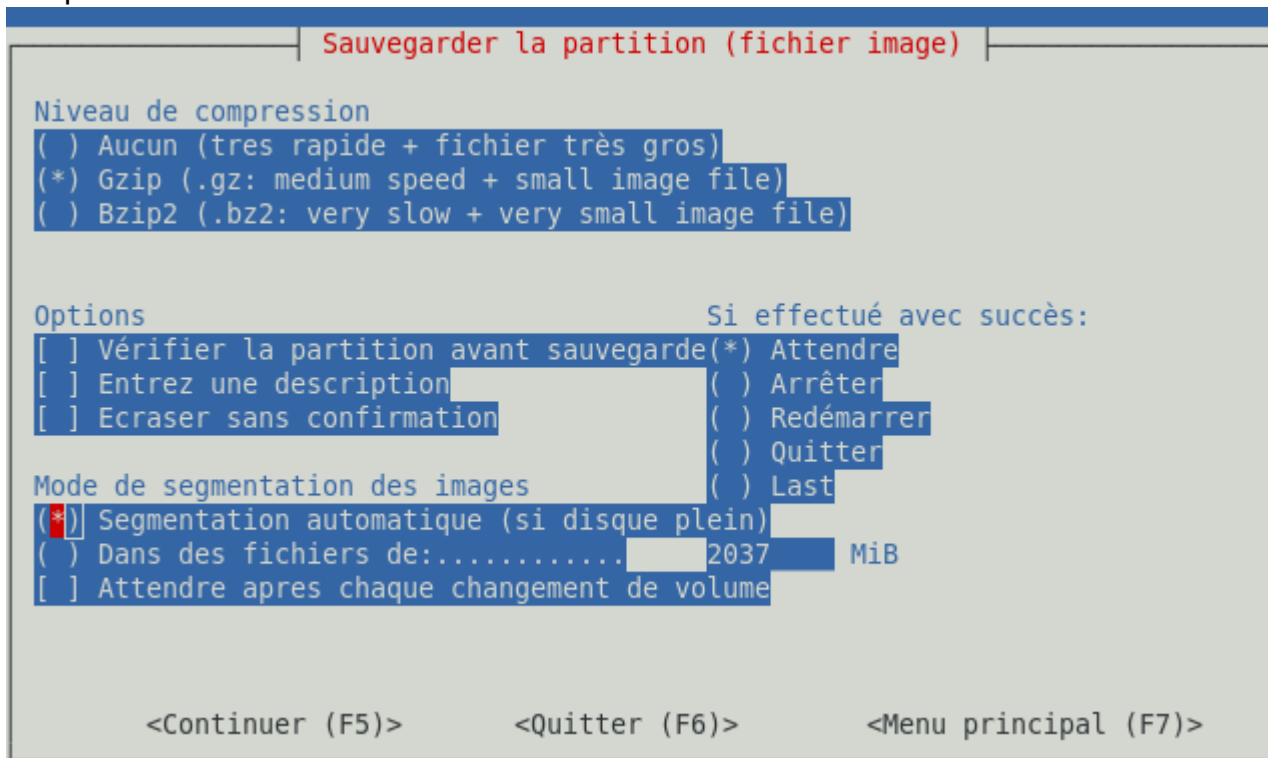 Sauvegarder la partition (fichier image)
Niveau de compression
( ) Aucun (tres rapide + fichier très gros)
(*) Gzip (.gz: medium speed + small image file)
( ) Bzip2 (.bz2: very slow + very small image file)
Options Si effectué avec succès:
[ ] Vérifier la partition avant sauvegarde(*) Attendre
[ ] Entrez une description ( ) Arrêter
[ ] Ecraser sans confirmation ( ) Redémarrer
( ) Quitter
Mode de segmentation des images ( ) Last
(*) Segmentation automatique (si disque plein)
( ) Dans des fichiers de:............ 2037 MiB
[ ] Attendre apres chaque changement de volume
<Continuer (F5)> <Quitter (F6)> <Menu principal (F7)>